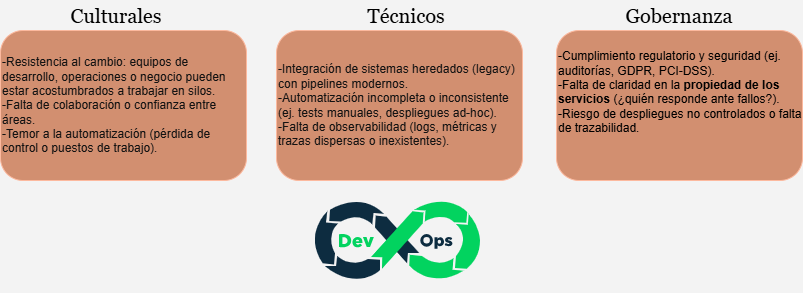 Culturales
-Resistencia al cambio: equipos de
desarrollo, operaciones o negocio pueden
estar acostumbrados a trabajar en silos.
-Falta de colaboración o confianza entre
áreas.
-Temor a la automatización (pérdida de
control o puestos de trabajo).
Técnicos
-Integración de sistemas heredados (legacy)
con pipelines modernos.
-Automatización incompleta o inconsistente
(ej. tests manuales, despliegues ad-hoc).
-Falta de observabilidad (logs, métricas y
trazas dispersas o inexistentes).
Gobernanza
-Cumplimiento regulatorio y seguridad (ej.
auditorías, GDPR, PCI-DSS).
-Falta de claridad en la propiedad de los
servicios (¿quién responde ante fallos?).
-Riesgo de despliegues no controlados o falta
de trazabilidad.
Dev Ops